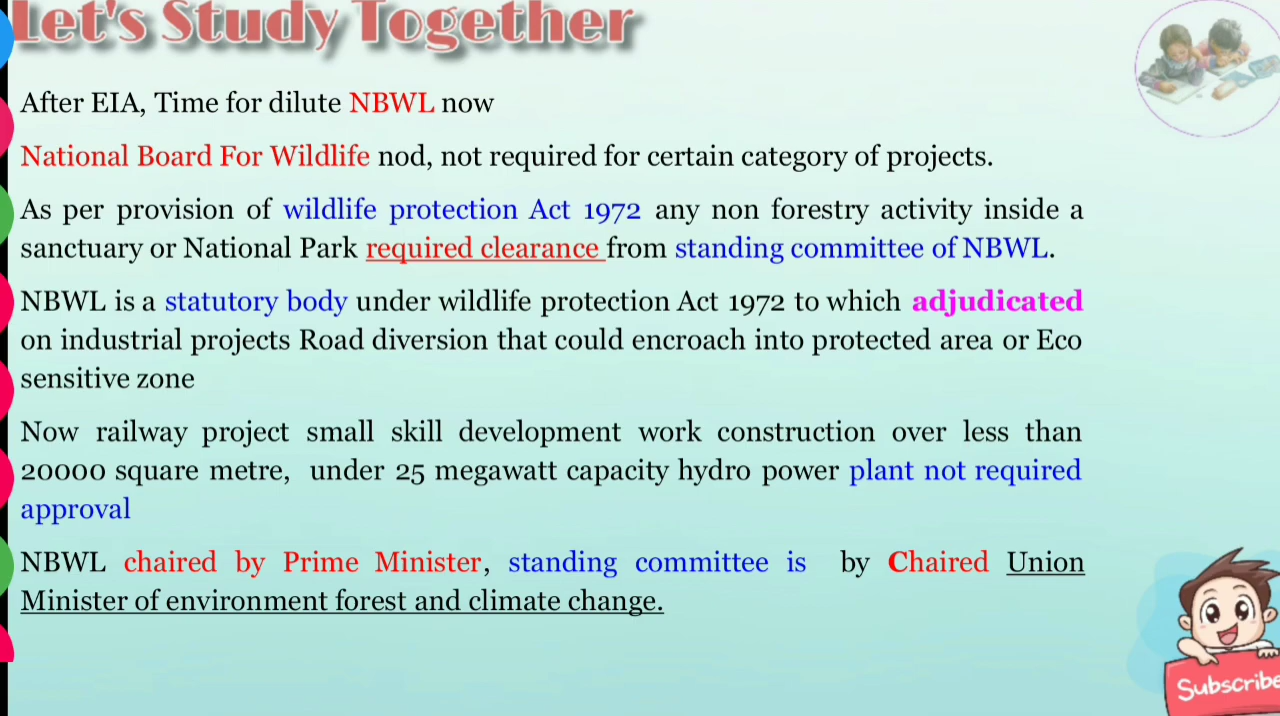 Let's Study Together
After EIA, Time for dilute NBWL now
National Board For Wildlife nod, not required for certain category of projects.
As per provision of wildlife protection Act 1972 any non forestry activity inside a
sanctuary or National Park required clearance from standing committee of NBWL.
NBWL is a statutory body under wildlife protection Act 1972 to which adjudicated
on industrial projects Road diversion that could encroach into protected area or Eco
sensitive zone
Now railway project small skill development work construction over less than
20000 square metre, under 25 megawatt capacity hydro power plant not required
approval
NBWL chaired by Prime Minister, standing committee is by Chaired Union
Minister of environment forest and climate change.
Subscribe